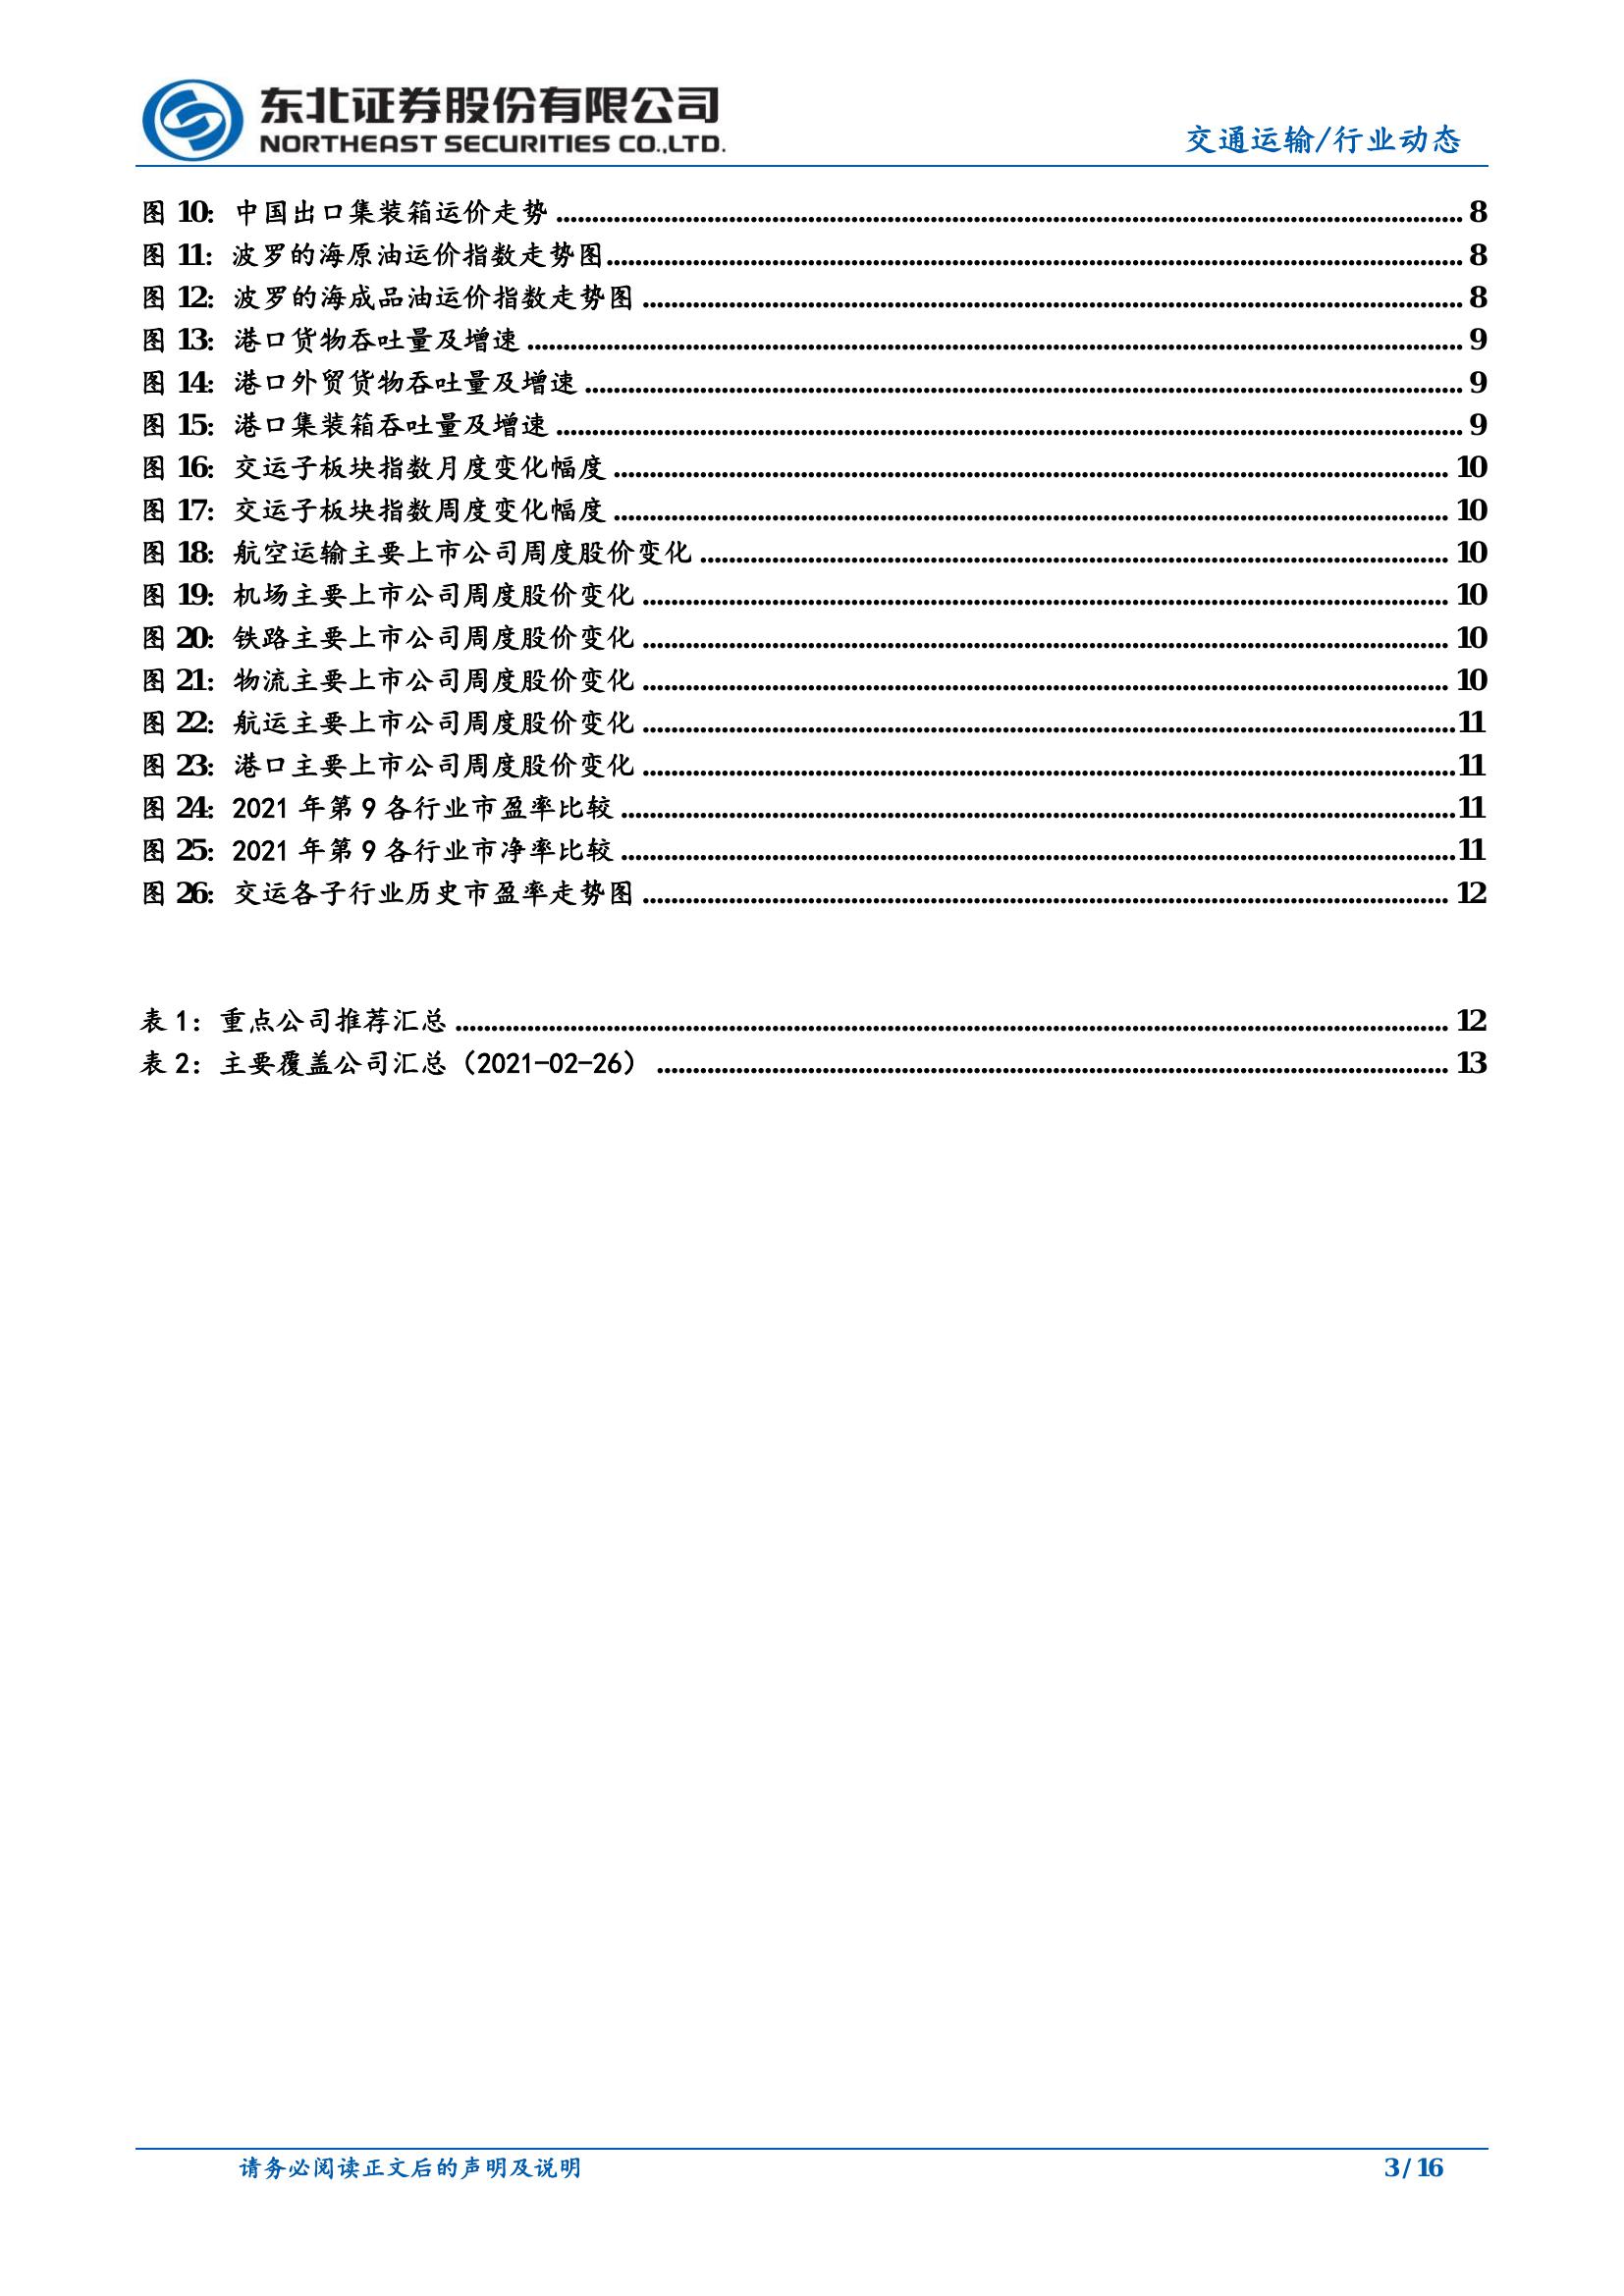 东北证券股份有限公司
NORTHEAST SECURITIES CO.,LTD.
交通运输/行业动态
图 10: 中国出口集装箱运价走势 ........ 8
图 11: 波罗的海原油运价指数走势图 ........ 8
图 12: 波罗的海成品油运价指数走势图 ........ 8
图 13: 港口货物吞吐量及增速 ........ 9
图 14: 港口外贸货物吞吐量及增速 ........ 9
图 15: 港口集装箱吞吐量及增速 ........ 9
图 16: 交运子板块指数月度变化幅度 ........ 10
图 17: 交运子板块指数周度变化幅度 ........ 10
图 18: 航空运输主要上市公司周度股价变化 ........ 10
图 19: 机场主要上市公司周度股价变化 ........ 10
图 20: 铁路主要上市公司周度股价变化 ........ 10
图 21: 物流主要上市公司周度股价变化 ........ 10
图 22: 航运主要上市公司周度股价变化 ........ 11
图 23: 港口主要上市公司周度股价变化 ........ 11
图 24: 2021 年第 9 各行业市盈率比较 ........ 11
图 25: 2021 年第 9 各行业市净率比较 ........ 11
图 26: 交运各子行业历史市盈率走势图 ........ 12
表 1: 重点公司推荐汇总 ........ 12
表 2: 主要覆盖公司汇总（2021-02-26） ........ 13
请务必阅读正文后的声明及说明
3 / 16